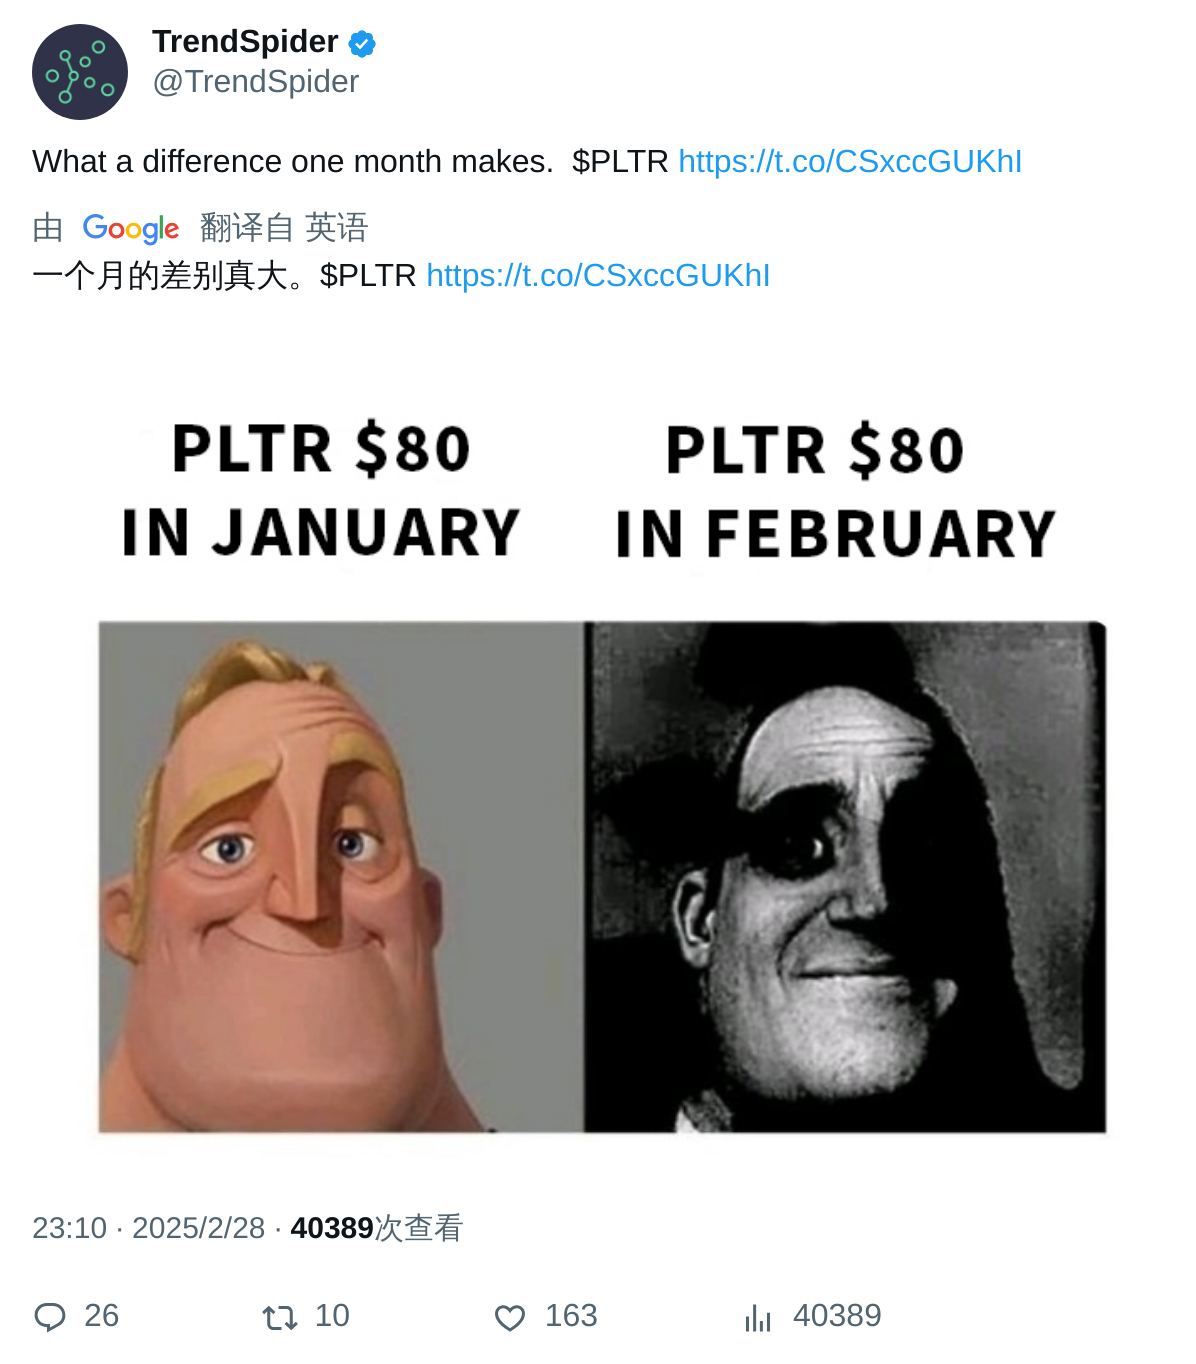 TrendSpider
@TrendSpider
What a difference one month makes.  $PLTR https://t.co/CSxccGUKhI
由 Google 翻译自 英语
一个月的差别真大。$PLTR https://t.co/CSxccGUKhI
PLTR $80
IN JANUARY
PLTR $80
IN FEBRUARY
23:10 · 2025/2/28 · 40389次查看
26 10 163 40389